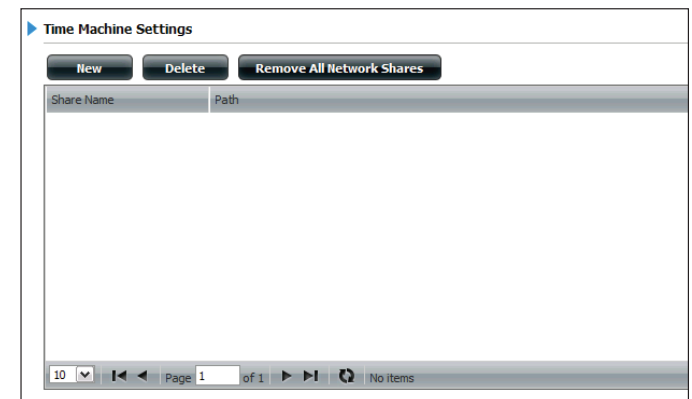 Time Machine Settings
New Delete Remove All Network Shares
Share Name Path
10 Page 1 of 1 No items